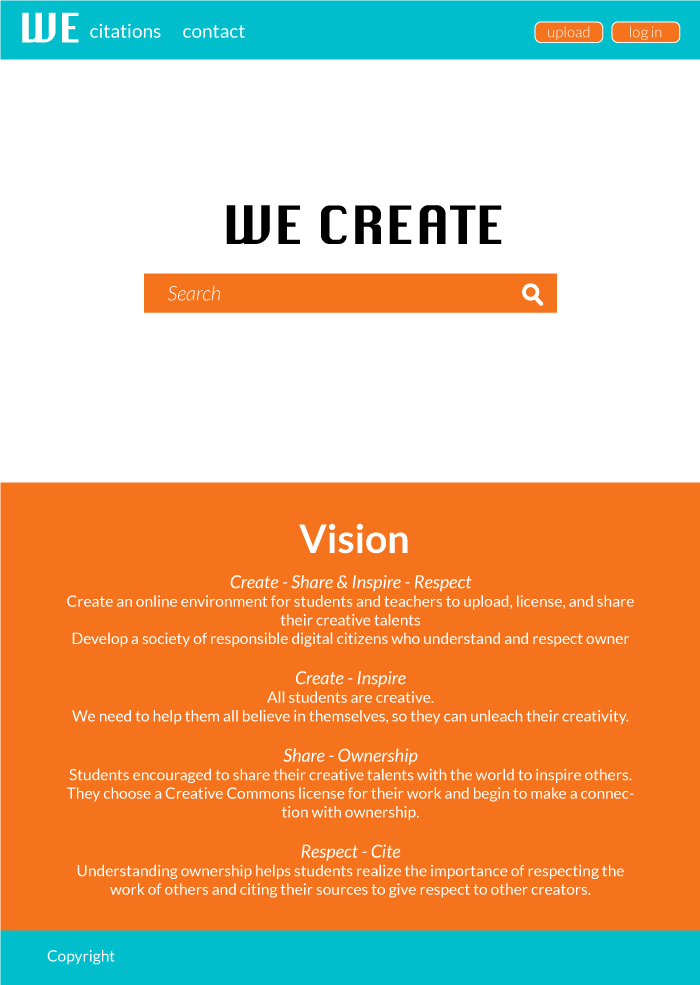 WE citations contact upload log in
WE CREATE
Search
Vision
Create - Share & Inspire - Respect
Create an online environment for students and teachers to upload, license, and share
their creative talents
Develop a society of responsible digital citizens who understand and respect owner
Create - Inspire
All students are creative.
We need to help them all believe in themselves, so they can unleach their creativity.
Share - Ownership
Students encouraged to share their creative talents with the world to inspire others.
They choose a Creative Commons license for their work and begin to make a connec-
tion with ownership.
Respect - Cite
Understanding ownership helps students realize the importance of respecting the
work of others and citing their sources to give respect to other creators.
Copyright